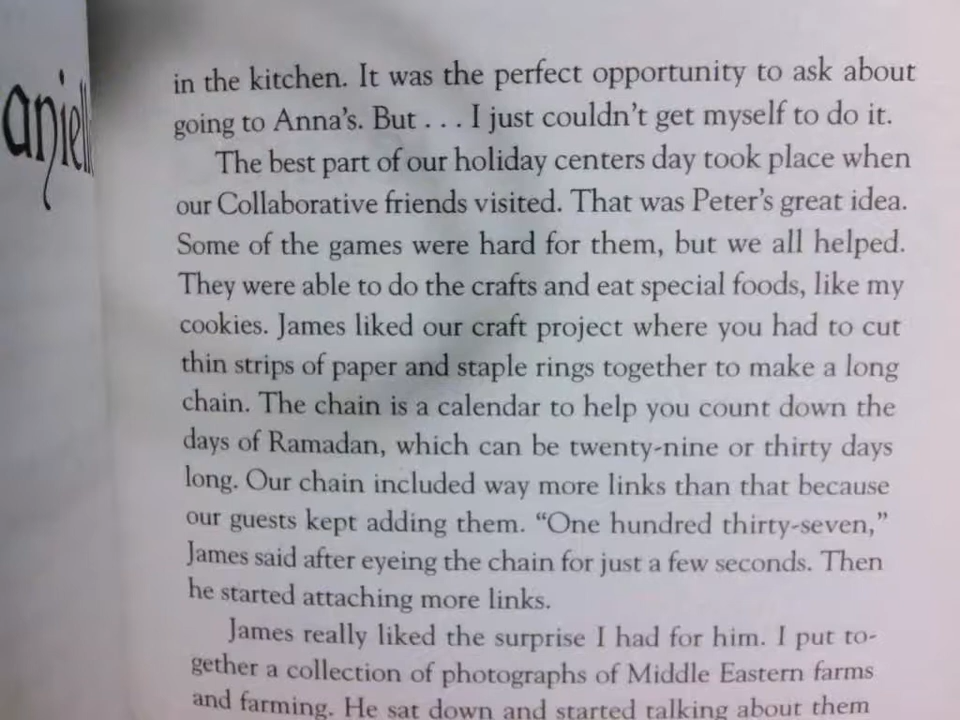 in the kitchen. It was the perfect opportunity to ask about
going to Anna's. But . . . I just couldn't get myself to do it.
The best part of our holiday centers day took place when
our Collaborative friends visited. That was Peter's great idea.
Some of the games were hard for them, but we all helped.
They were able to do the crafts and eat special foods, like my
cookies. James liked our craft project where you had to cut
thin strips of paper and staple rings together to make a long
chain. The chain is a calendar to help you count down the
days of Ramadan, which can be twenty-nine or thirty days
long. Our chain included way more links than that because
our guests kept adding them. “One hundred thirty-seven,”
James said after eyeing the chain for just a few seconds. Then
he started attaching more links.
James really liked the surprise I had for him. I put to-
gether a collection of photographs of Middle Eastern farms
and farming. He sat down and started talking about them